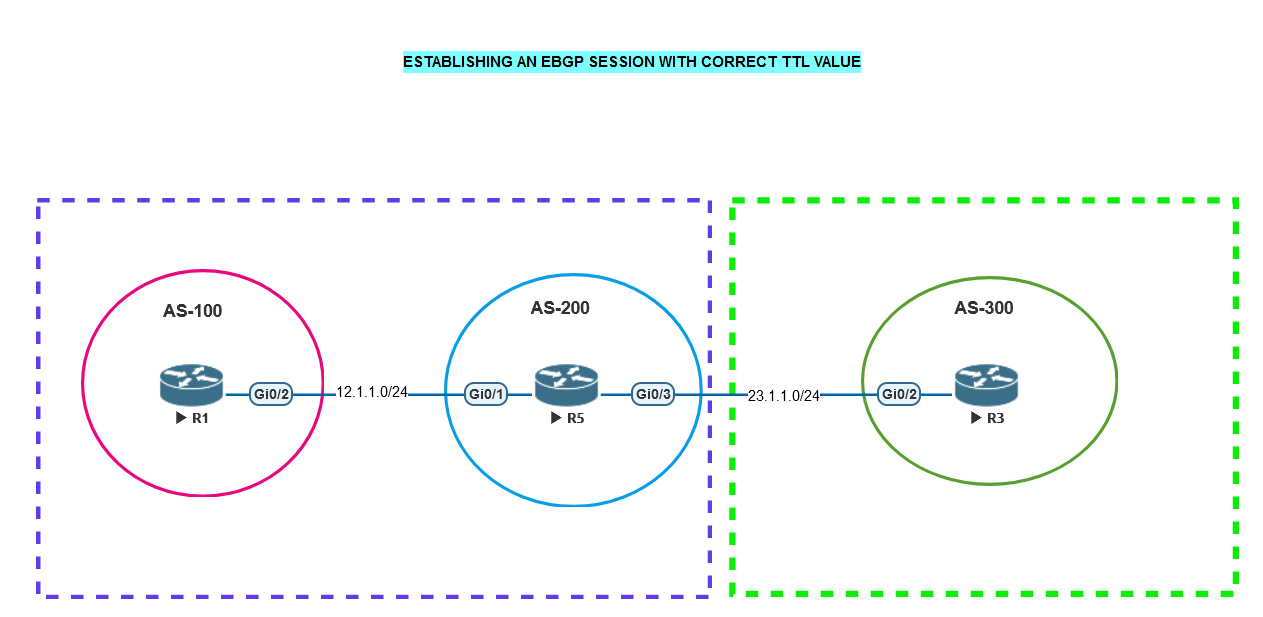 ESTABLISHING AN EBGP SESSION WITH CORRECT TTL VALUE
AS-100
AS-200
AS-300
Gi0/2
12.1.1.0/24
Gi0/1
Gi0/3
23.1.1.0/24
Gi0/2
R1
R5
R3